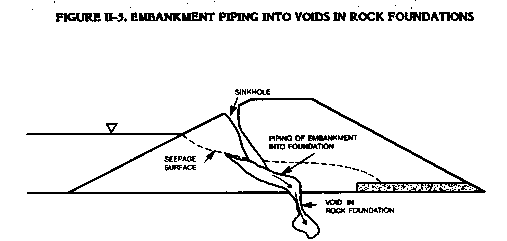 FIGURE II-5. EMBANKMENT PIPING INTO VOIDS IN ROCK FOUNDATIONS
SINKHOLE
PIPING OF EMBANKMENT
INTO FOUNDATION
SEEPAGE
SURFACE
VOID IN
ROCK FOUNDATION